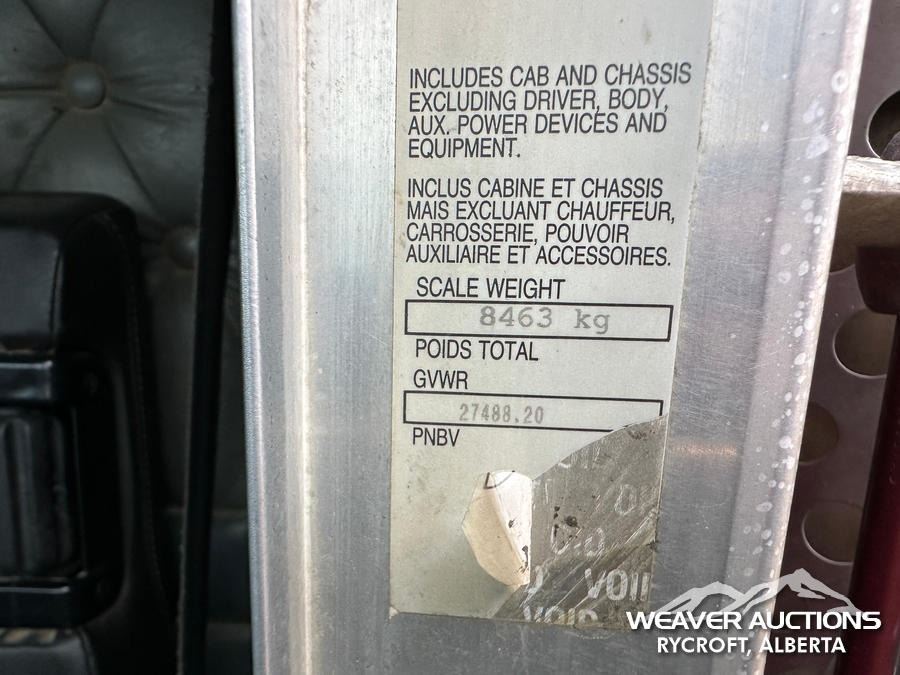 INCLUDES CAB AND CHASSIS
EXCLUDING DRIVER, BODY,
AUX. POWER DEVICES AND
EQUIPMENT.
INCLUS CABINE ET CHASSIS
MAIS EXCLUANT CHAUFFEUR,
CARROSSERIE, POUVOIR
AUXILIAIRE ET ACCESSOIRES.
SCALE WEIGHT
8463 kg
POIDS TOTAL
GVWR
27488.20
PNBV
VOID
WEAVER AUCTIONS
RYCROFT, ALBERTA